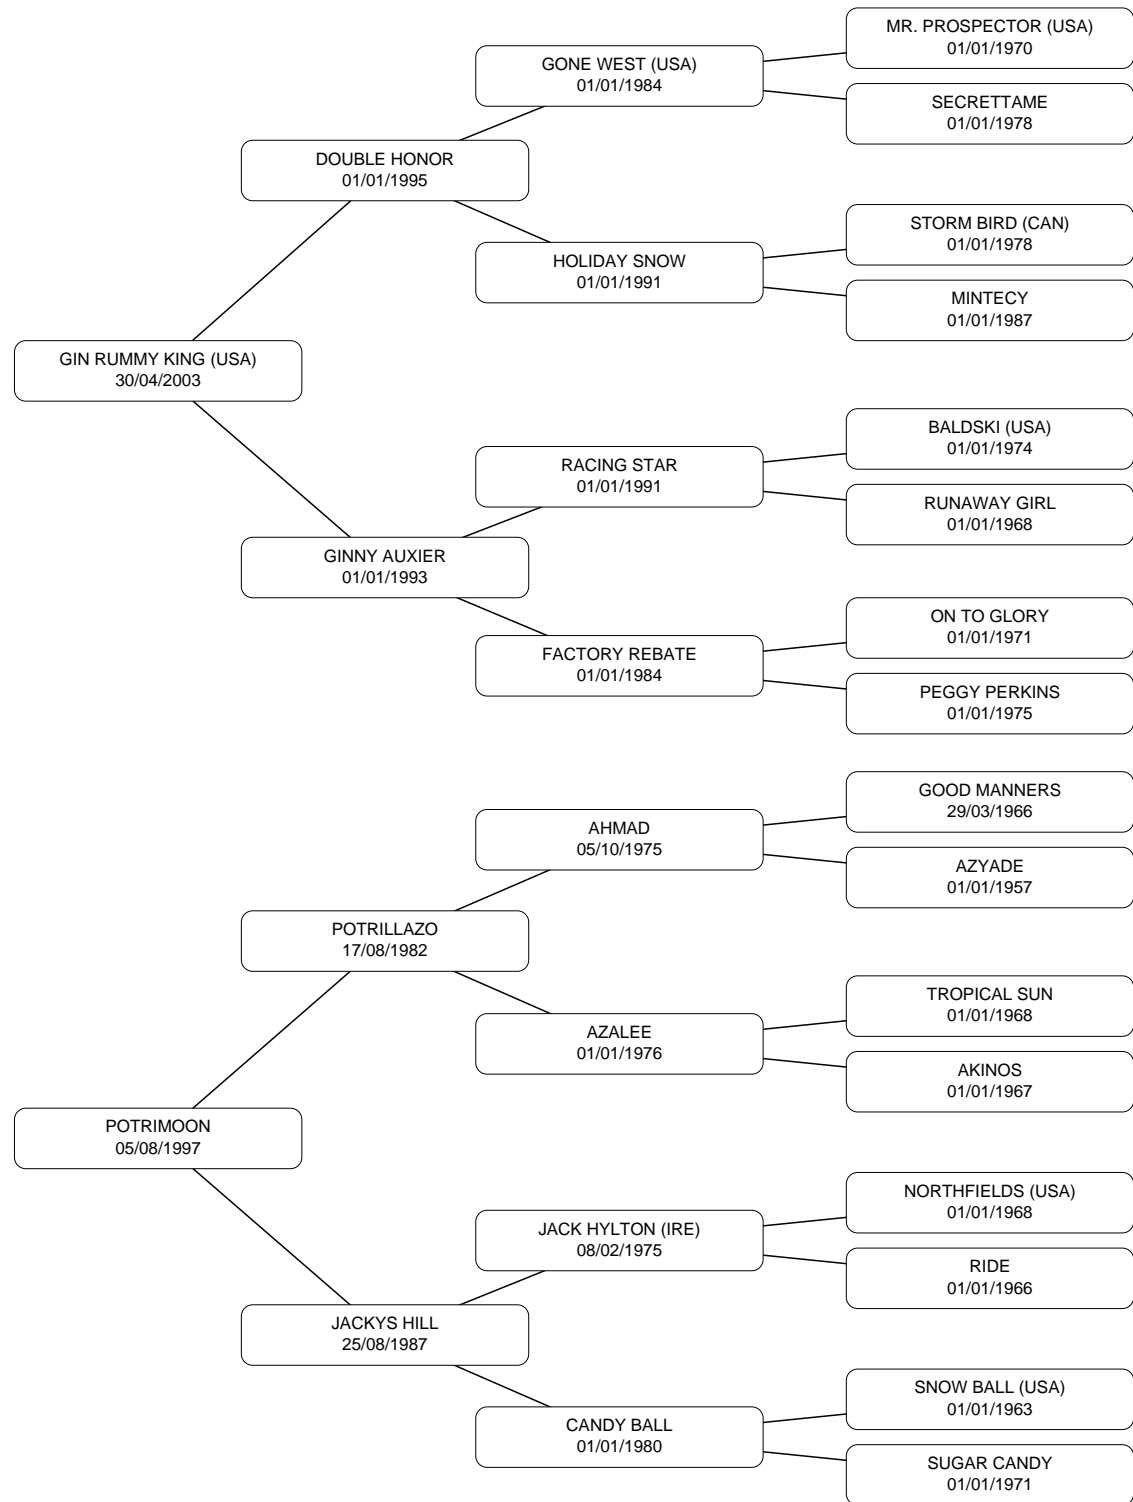 MR. PROSPECTOR (USA)
01/01/1970
GONE WEST (USA)
01/01/1984
SECRETTAME
01/01/1978
DOUBLE HONOR
01/01/1995
STORM BIRD (CAN)
01/01/1978
HOLIDAY SNOW
01/01/1991
MINTECY
01/01/1987
GIN RUMMY KING (USA)
30/04/2003
BALDSKI (USA)
01/01/1974
RACING STAR
01/01/1991
RUNAWAY GIRL
01/01/1968
GINNY AUXIER
01/01/1993
ON TO GLORY
01/01/1971
FACTORY REBATE
01/01/1984
PEGGY PERKINS
01/01/1975
GOOD MANNERS
29/03/1966
AHMAD
05/10/1975
AZYADE
01/01/1957
POTRILLAZO
17/08/1982
TROPICAL SUN
01/01/1968
AZALEE
01/01/1976
AKINOS
01/01/1967
POTRIMOON
05/08/1997
NORTHFIELDS (USA)
01/01/1968
JACK HYLTON (IRE)
08/02/1975
RIDE
01/01/1966
JACKYS HILL
25/08/1987
SNOW BALL (USA)
01/01/1963
CANDY BALL
01/01/1980
SUGAR CANDY
01/01/1971